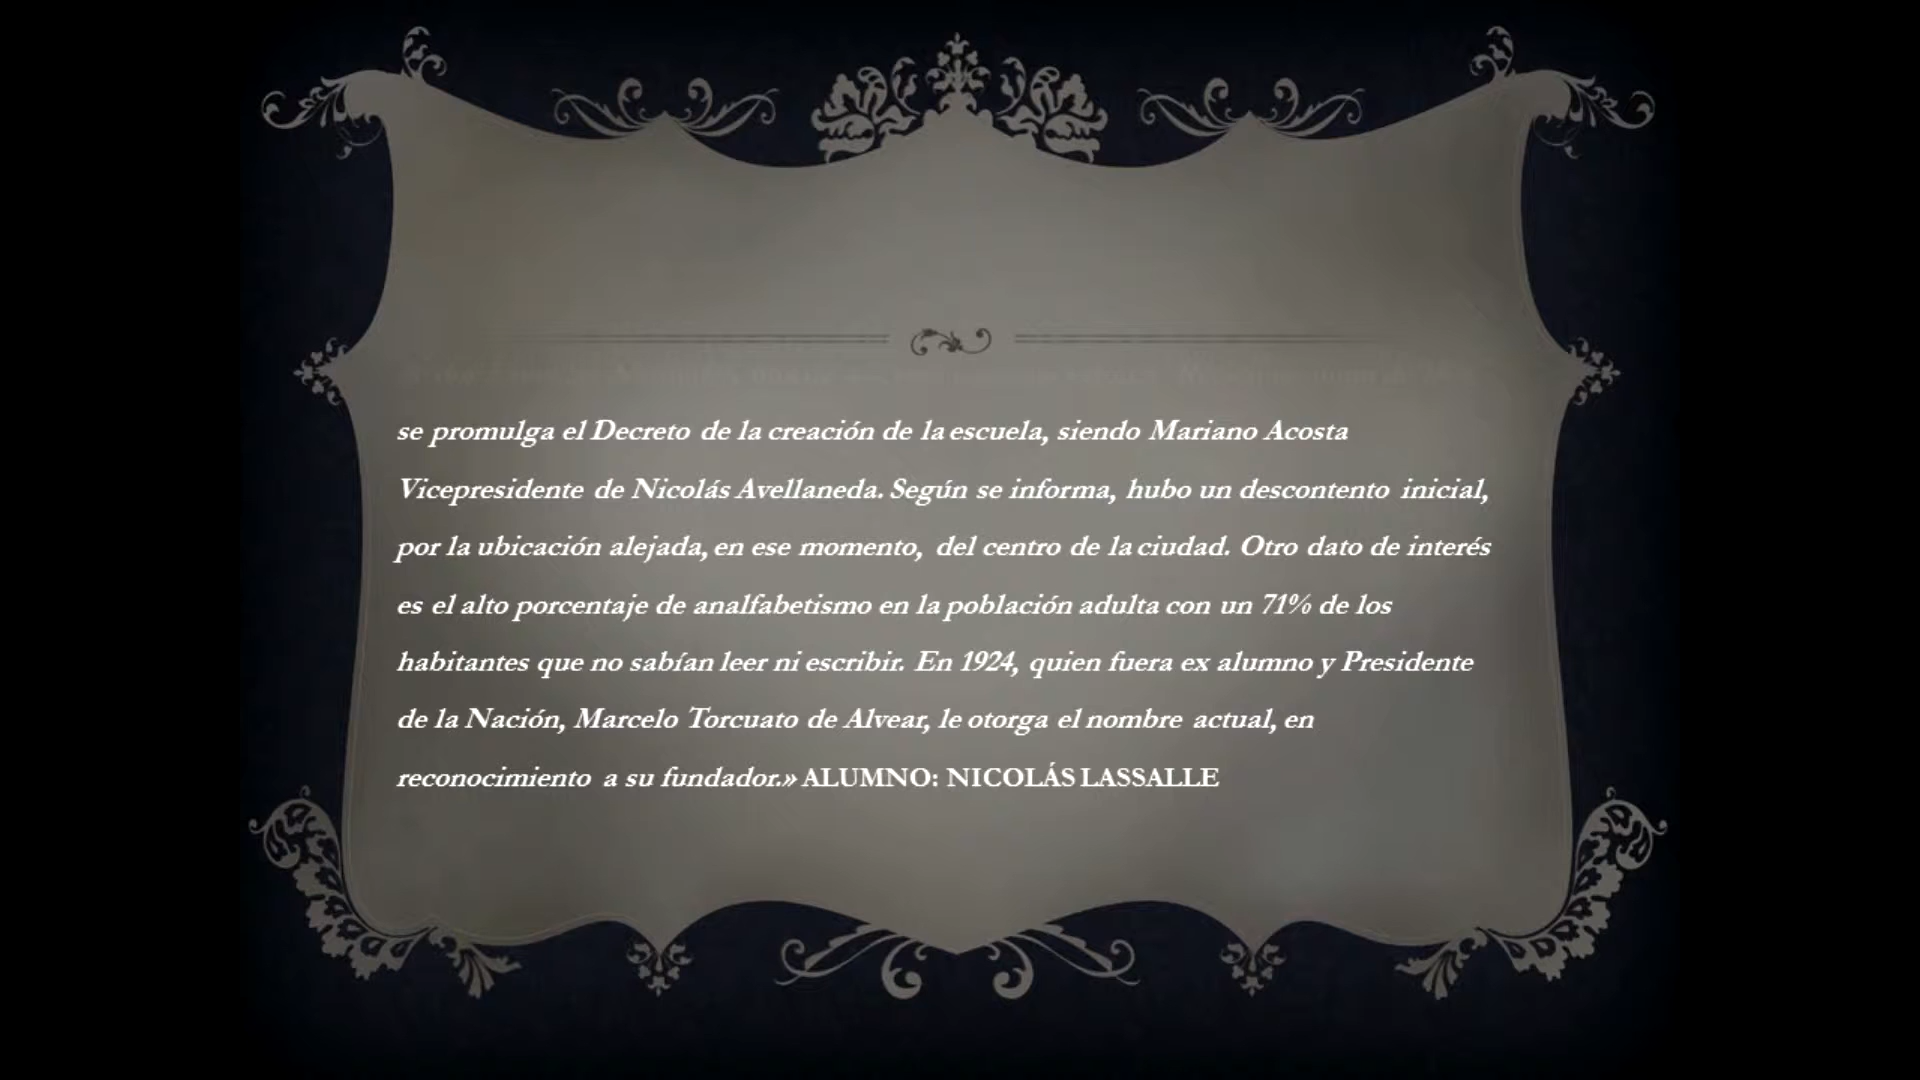 se promulga el Decreto de la creación de la escuela, siendo Mariano Acosta
Vicepresidente de Nicolás Avellaneda. Según se informa, hubo un descontento inicial,
por la ubicación alejada, en ese momento, del centro de la ciudad. Otro dato de interés
es el alto porcentaje de analfabetismo en la población adulta con un 71% de los
habitantes que no sabían leer ni escribir. En 1924, quien fuera ex alumno y Presidente
de la Nación, Marcelo Torcuato de Alvear, le otorga el nombre actual, en
reconocimiento a su fundador.» ALUMNO: NICOLÁS LASSALLE